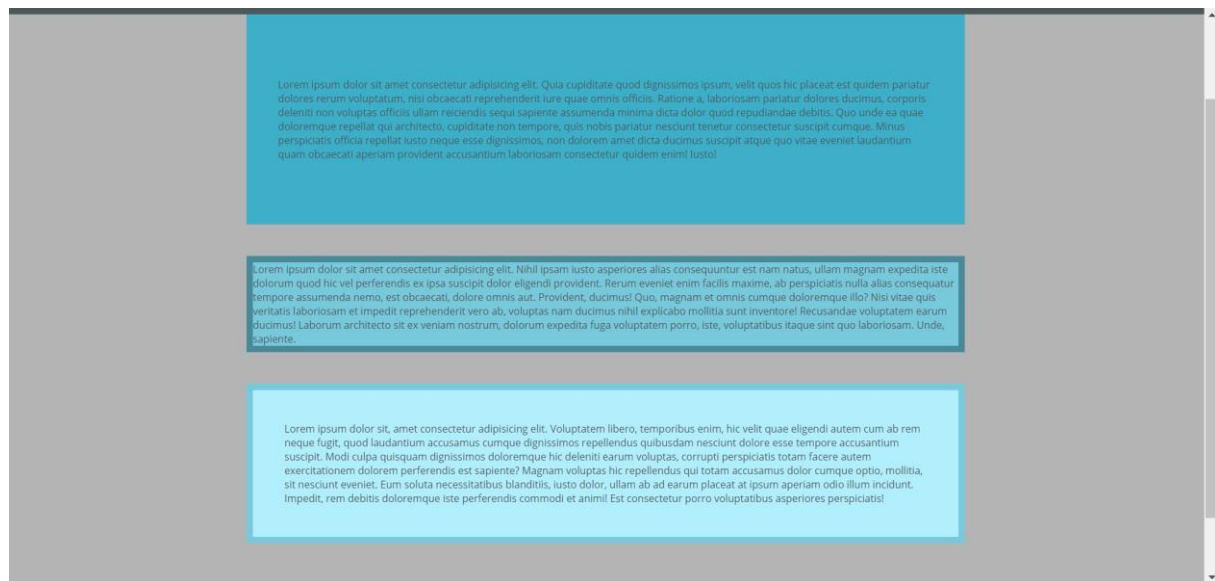 Lorem ipsum dolor sit amet consectetur adipisicing elit. Quia cupiditate quod dignissimos ipsum, velit quos hic placeat est quidem pariatur
dolores rerum voluptatum, nisi obcaecati reprehenderit iure quae omnis officiis. Ratione a, laboriosam pariatur dolores ducimus, corporis
deleniti non voluptas officiis ullam reiciendis sequi sapiente assumenda minima dicta dolor quod repudiandae debitis. Quo unde ea quae
doloremque repellat qui architecto, cupiditate non tempore, quis nobis pariatur nesciunt tenetur consectetur suscipit cumque. Minus
perspiciatis officia repellat iusto neque esse dignissimos, non dolorem amet dicta ducimus suscipit atque quo vitae eveniet laudantium
quam obcaecati aperiam provident accusantium laboriosam consectetur quidem enim! Iusto!
Lorem ipsum dolor sit amet consectetur adipisicing elit. Nihil ipsam iusto asperiores alias consequuntur est nam natus, ullam magnam expedita iste
dolorum quod hic vel perferendis ex ipsa suscipit dolor eligendi provident. Rerum eveniet enim facilis maxime, ab perspiciatis nulla alias consequatur
tempore assumenda nemo, est obcaecati, dolore omnis aut. Provident, ducimus! Quo, magnam et omnis cumque doloremque illo? Nisi vitae quis
veritatis laboriosam et impedit reprehenderit vero ab, voluptas nam ducimus nihil explicabo mollitia sunt inventore! Recusandae voluptatem earum
ducimus! Laborum architecto sit ex veniam nostrum, dolorum expedita fuga voluptatem porro, iste, voluptatibus itaque sint quo laboriosam. Unde,
sapiente.
Lorem ipsum dolor sit, amet consectetur adipisicing elit. Voluptatem libero, temporibus enim, hic velit quae eligendi autem cum ab rem
neque fugit, quod laudantium accusamus cumque dignissimos repellendus quibusdam nesciunt dolore esse tempore accusantium
suscipit. Modi culpa quisquam dignissimos doloremque hic deleniti earum voluptas, corrupti perspiciatis totam facere autem
exercitationem dolorem perferendis est sapiente? Magnam voluptas hic repellendus qui totam accusamus dolor cumque optio, mollitia,
sit nesciunt eveniet. Eum soluta necessitatibus blanditiis, iusto dolor, ullam ab ad earum placeat at ipsum aperiam odio illum incidunt.
Impedit, rem debitis doloremque iste perferendis commodi et animi! Est consectetur porro voluptatibus asperiores perspiciatis!